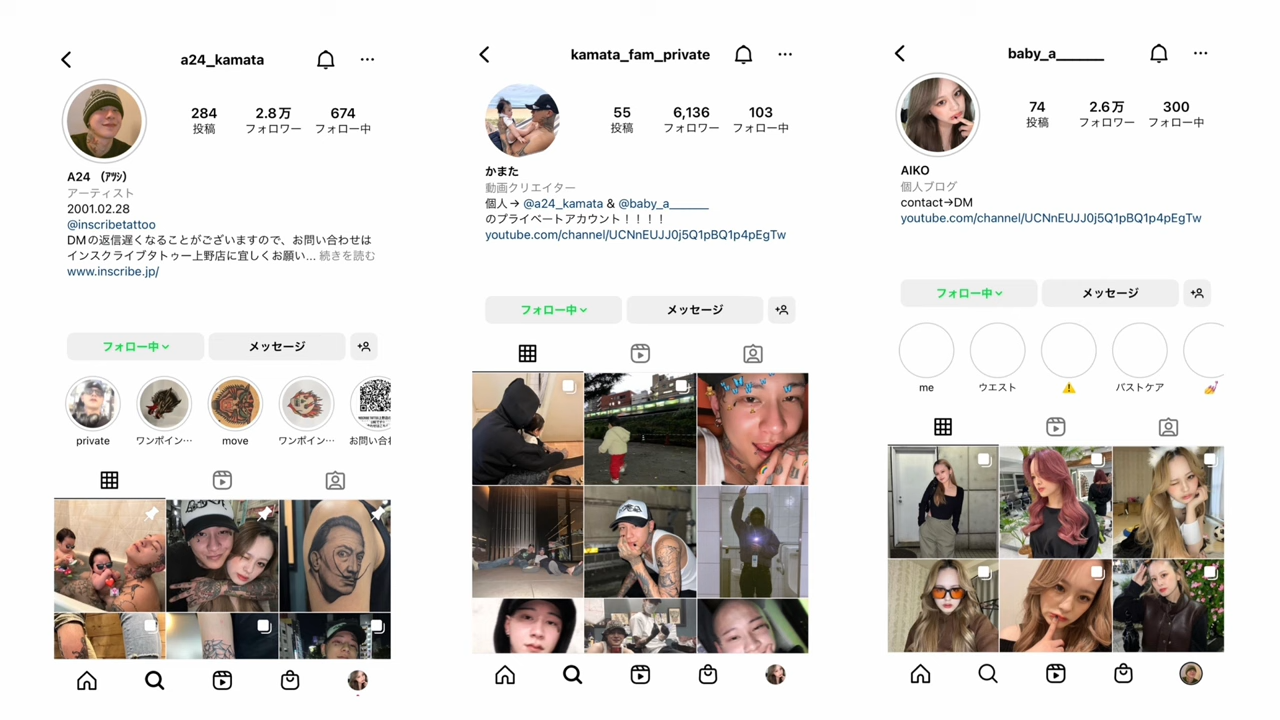 a24_kamata
284
2.8万
674
投稿
フォロワー
フォロー中
A24 (ｱﾂｼ)
アーティスト
2001.02.28
@inscribetattoo
DMの返信遅くなることがございますので、お問い合わせは
インスクライブタトゥー上野店に宜しくお願い... 続きを読む
www.inscribe.jp/
フォロー中
メッセージ
private
ワンポイン…
move
ワンポイン…
お問い合わ
kamata_fam_private
55
6,136
103
投稿
フォロワー
フォロー中
かまた
動画クリエイター
個人→ @a24_kamata & @baby_a______
のプライベートアカウント！！！！
youtube.com/channel/UCNnEUJJ0j5Q1pBQ1p4pEgTw
フォロー中
メッセージ
baby_a______
74
2.6万
300
投稿
フォロワー
フォロー中
AIKO
個人ブログ
contact→DM
youtube.com/channel/UCNnEUJJ0j5Q1pBQ1p4pEgTw
フォロー中
メッセージ
me
ウエスト
⚠️
バストケア
💅